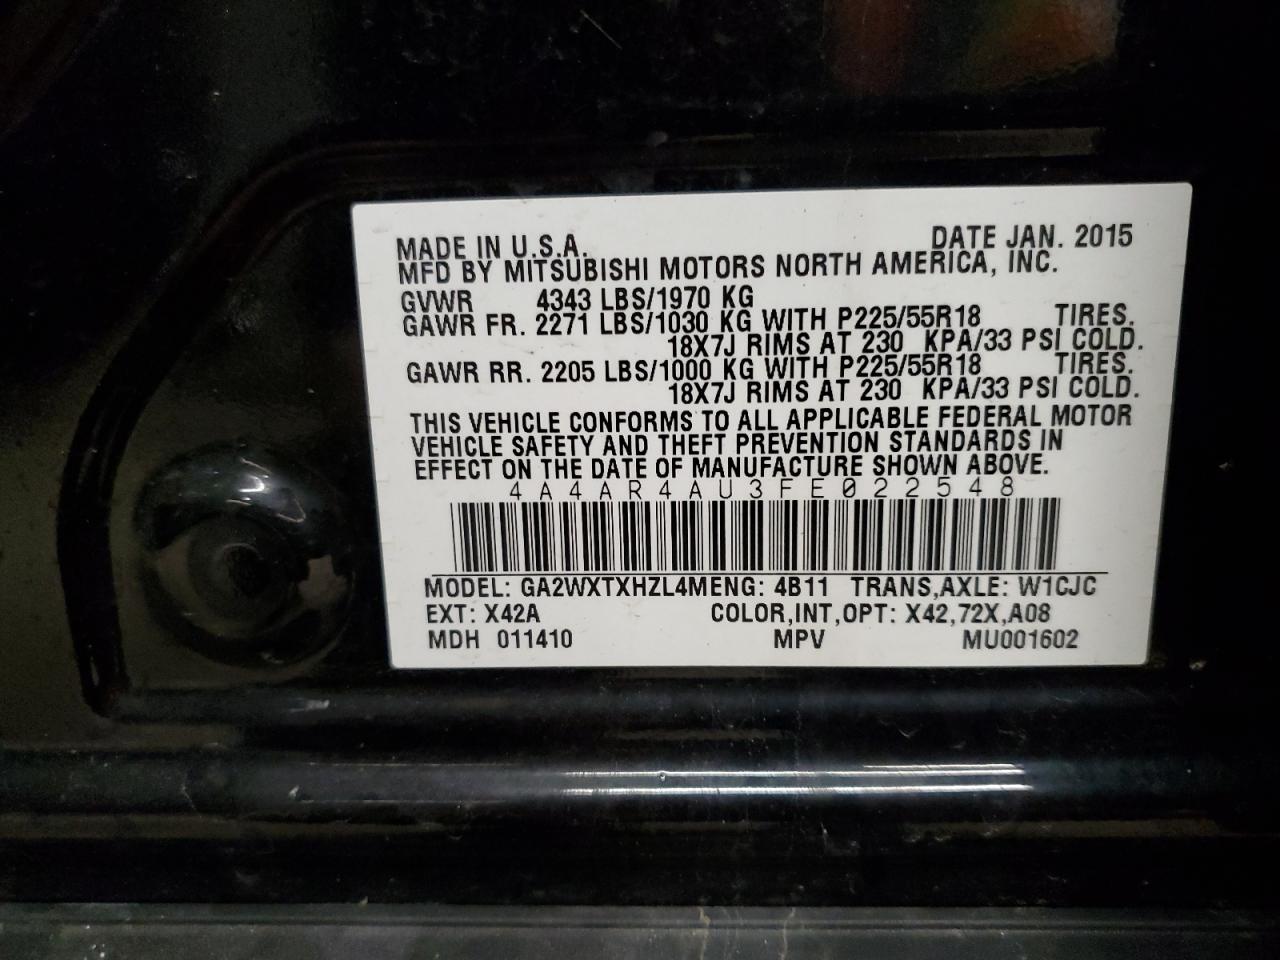 MADE IN U.S.A. DATE JAN. 2015
MFD BY MITSUBISHI MOTORS NORTH AMERICA, INC.
GVWR 4343 LBS/1970 KG
GAWR FR. 2271 LBS/1030 KG WITH P225/55R18 TIRES.
18X7J RIMS AT 230 KPA/33 PSI COLD.
GAWR RR. 2205 LBS/1000 KG WITH P225/55R18 TIRES.
18X7J RIMS AT 230 KPA/33 PSI COLD.
THIS VEHICLE CONFORMS TO ALL APPLICABLE FEDERAL MOTOR
VEHICLE SAFETY AND THEFT PREVENTION STANDARDS IN
EFFECT ON THE DATE OF MANUFACTURE SHOWN ABOVE.
4A4AR4AU3FE022548
MODEL: GA2WXTXHZL4MENG: 4B11 TRANS,AXLE: W1CJC
EXT: X42A COLOR,INT,OPT: X42,72X,A08
MDH 011410 MPV MU001602